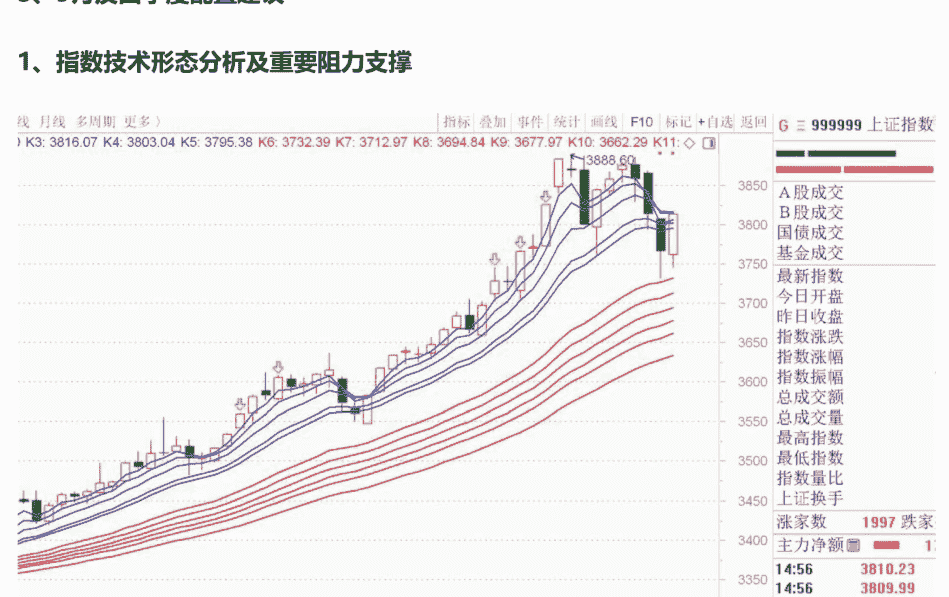 1、指数技术形态分析及重要阻力支撑
线 月线 多周期 更多 〉 指标 叠加 事件 统计 画线 F10 标记 +自选 返回
K3: 3816.07 K4: 3803.04 K5: 3795.38 K6: 3732.39 K7: 3712.97 K8: 3694.84 K9: 3677.97 K10: 3662.29 K11:
3888.60
3850
3800
3750
3700
3650
3600
3550
3500
3450
3400
3350
G 三 999999 上证指数
A股成交
B股成交
国债成交
基金成交
最新指数
今日开盘
昨日收盘
指数涨跌
指数涨幅
指数振幅
总成交额
总成交量
最高指数
最低指数
指数量比
上证换手
涨家数 1997 跌家
主力净额
14:56 3810.23
14:56 3809.99